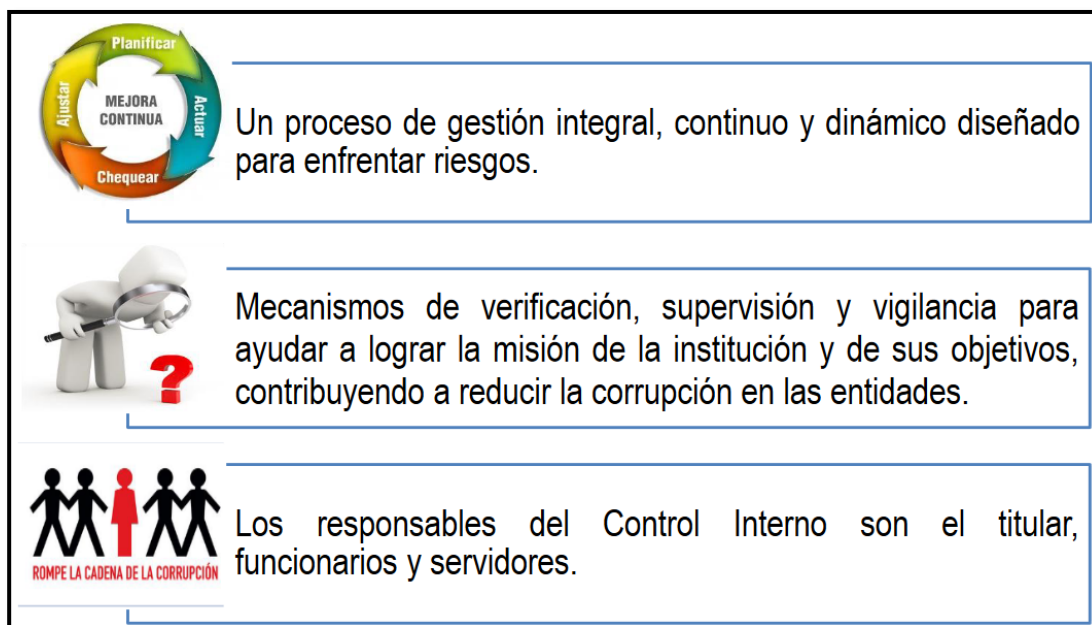 Planificar
Actuar
Chequear
Ajustar
MEJORA
CONTINUA
Un proceso de gestión integral, continuo y dinámico diseñado
para enfrentar riesgos.
?
Mecanismos de verificación, supervisión y vigilancia para
ayudar a lograr la misión de la institución y de sus objetivos,
contribuyendo a reducir la corrupción en las entidades.
ROMPE LA CADENA DE LA CORRUPCIÓN
Los responsables del Control Interno son el titular,
funcionarios y servidores.